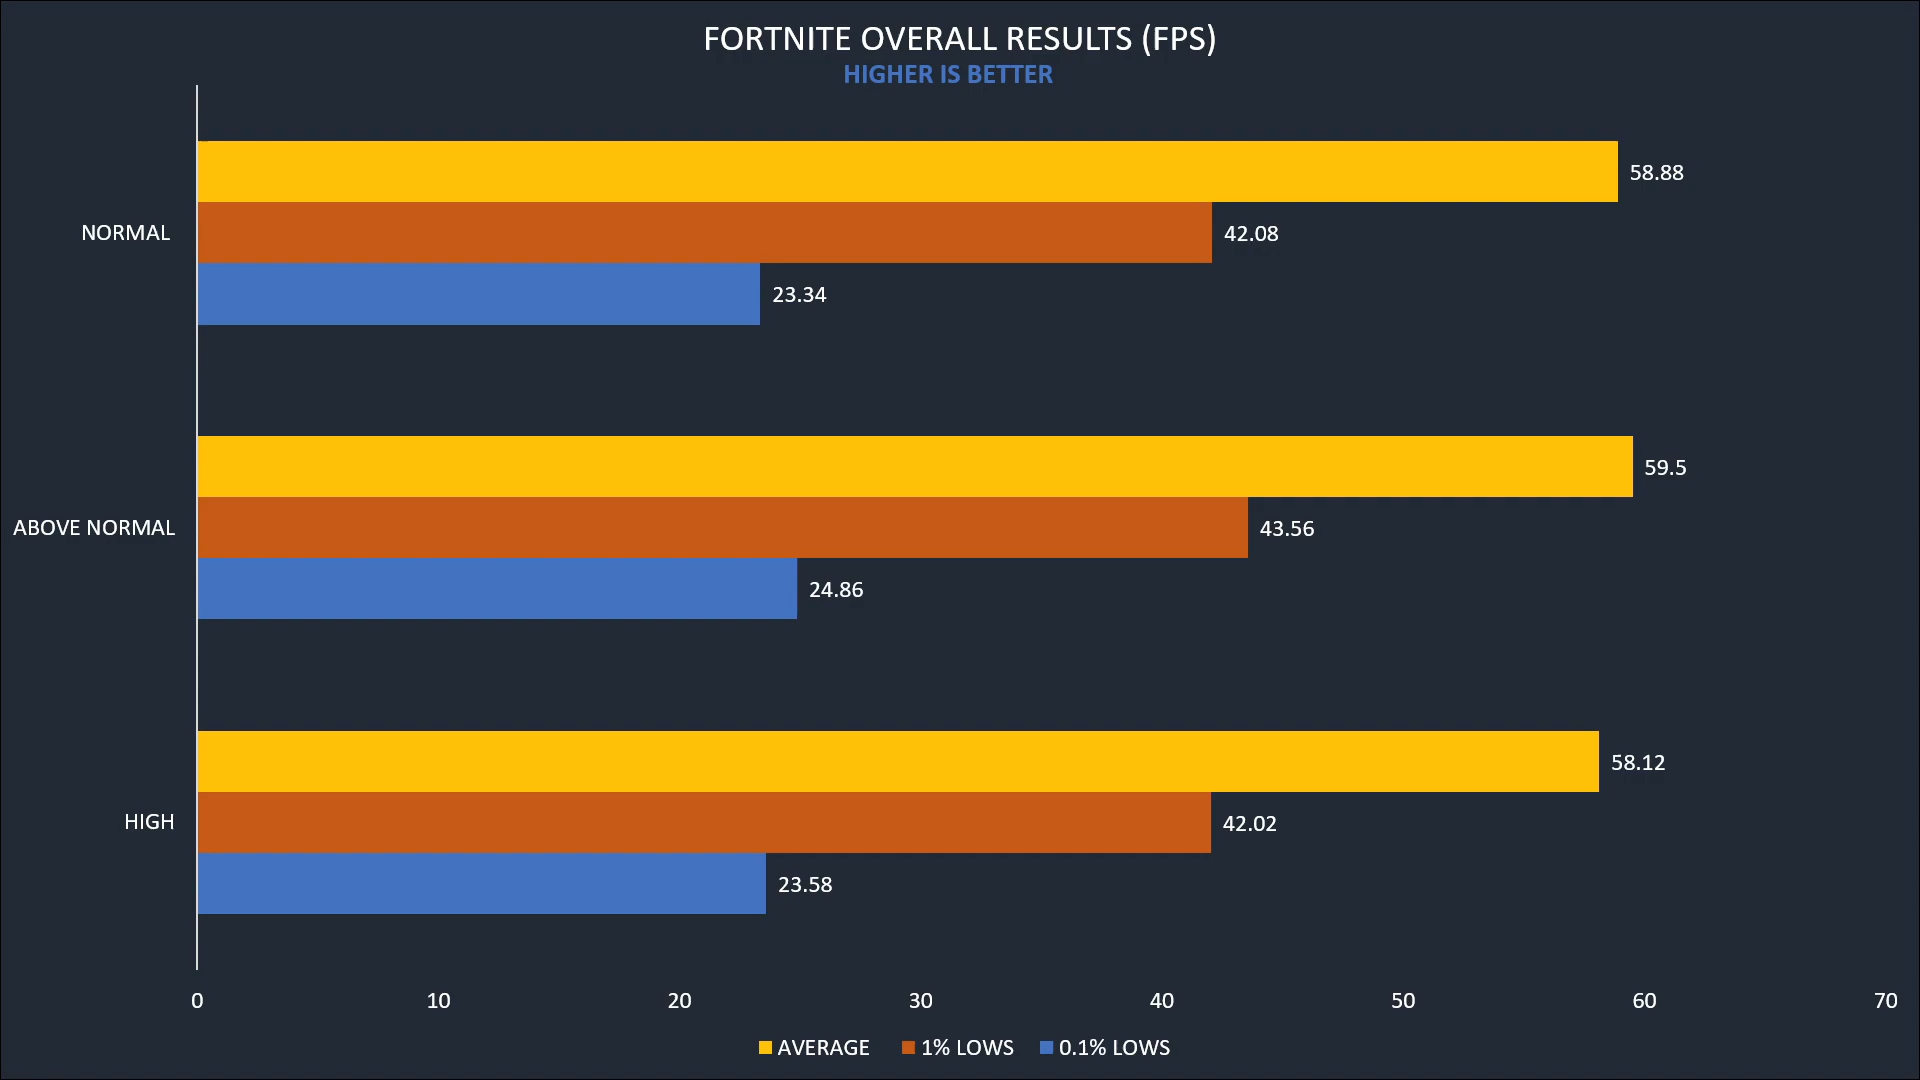 FORTNITE OVERALL RESULTS (FPS)
HIGHER IS BETTER
NORMAL
58.88
42.08
23.34
ABOVE NORMAL
59.5
43.56
24.86
HIGH
58.12
42.02
23.58
0 10 20 30 40 50 60 70
AVERAGE 1% LOWS 0.1% LOWS